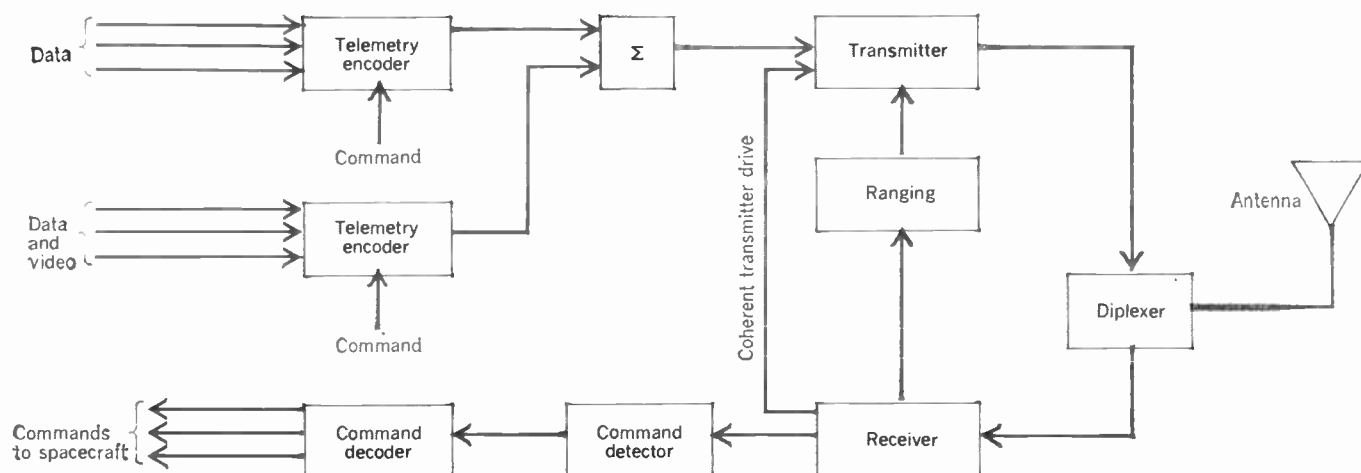 Data
Telemetry
encoder
Σ
Transmitter
Command
Coherent transmitter drive
Ranging
Antenna
Data
and
video
Telemetry
encoder
Diplexer
Command
Commands
to spacecraft
Command
decoder
Command
detector
Receiver